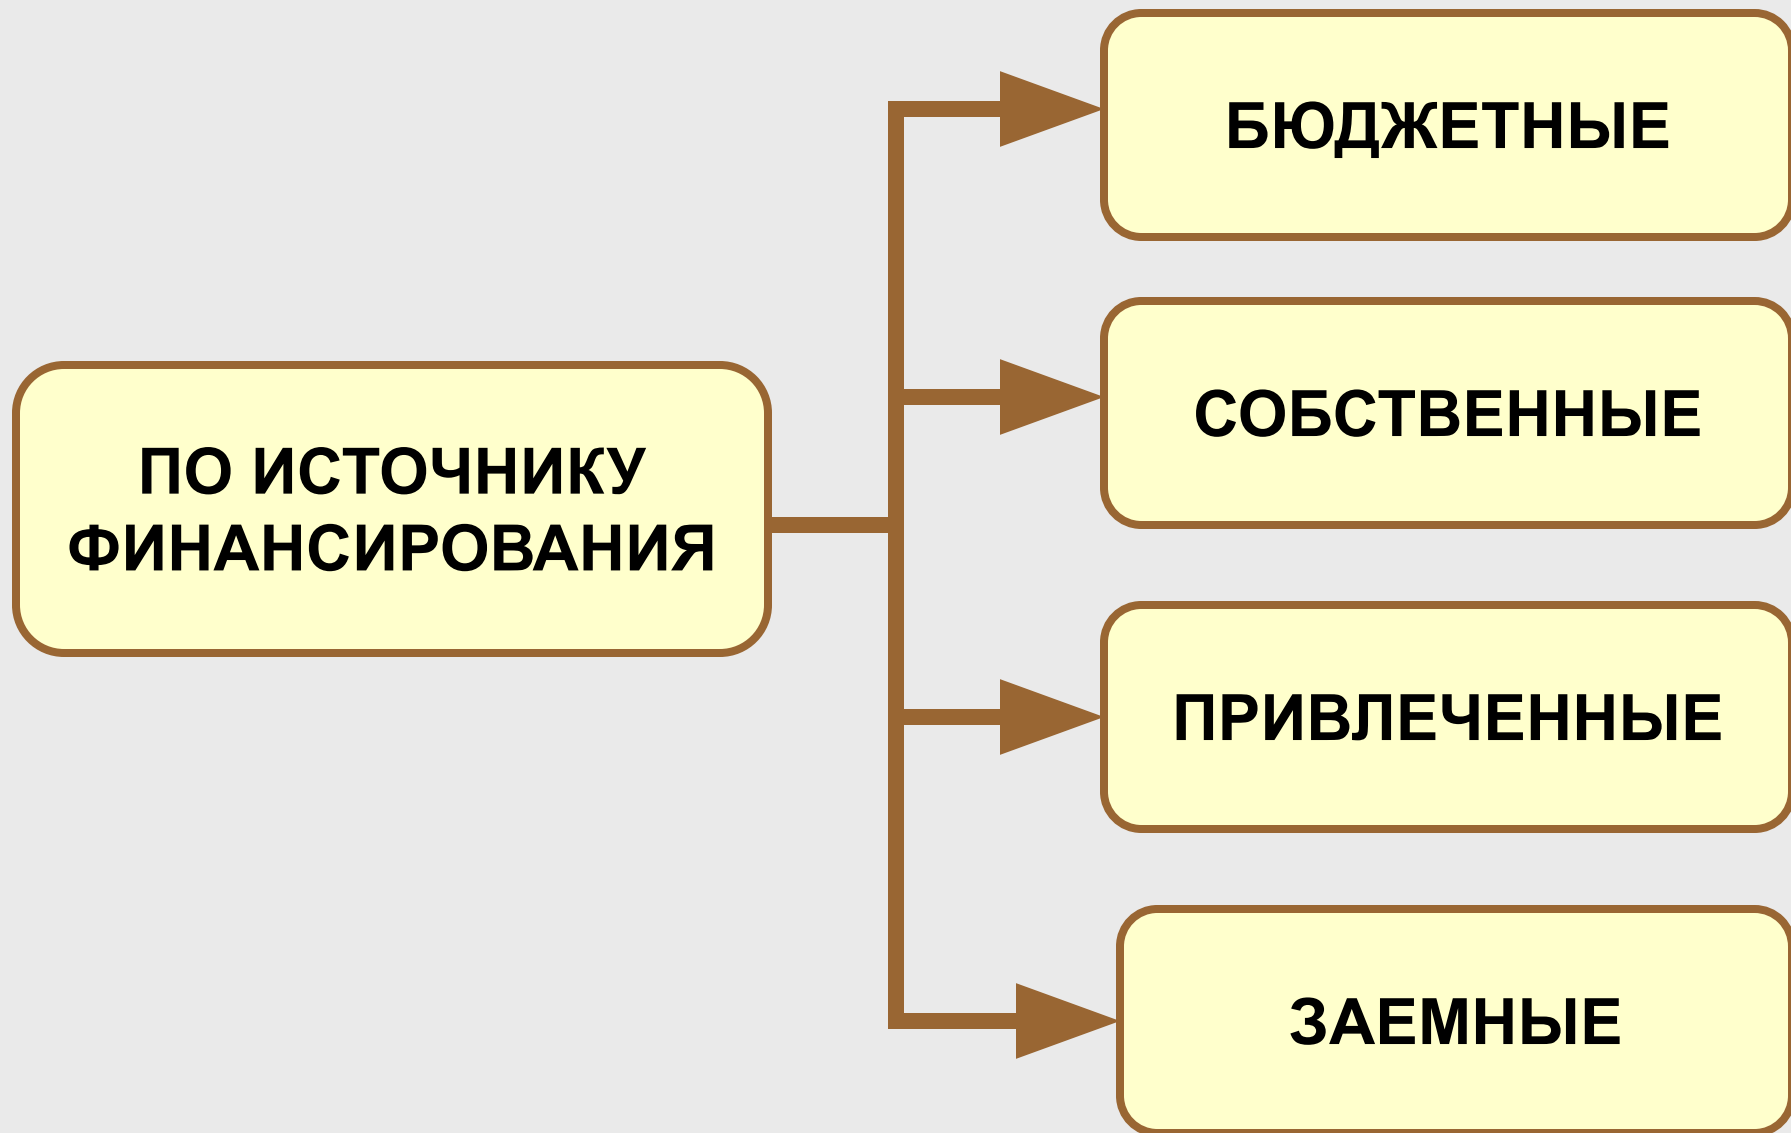 ПО ИСТОЧНИКУ
ФИНАНСИРОВАНИЯ
БЮДЖЕТНЫЕ
СОБСТВЕННЫЕ
ПРИВЛЕЧЕННЫЕ
ЗАЕМНЫЕ